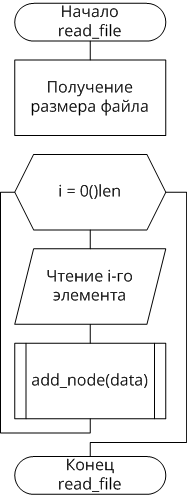 Начало
read_file
Получение
размера файла
i = 0()len
Чтение i-го
элемента
add_node(data)
Конец
read_file